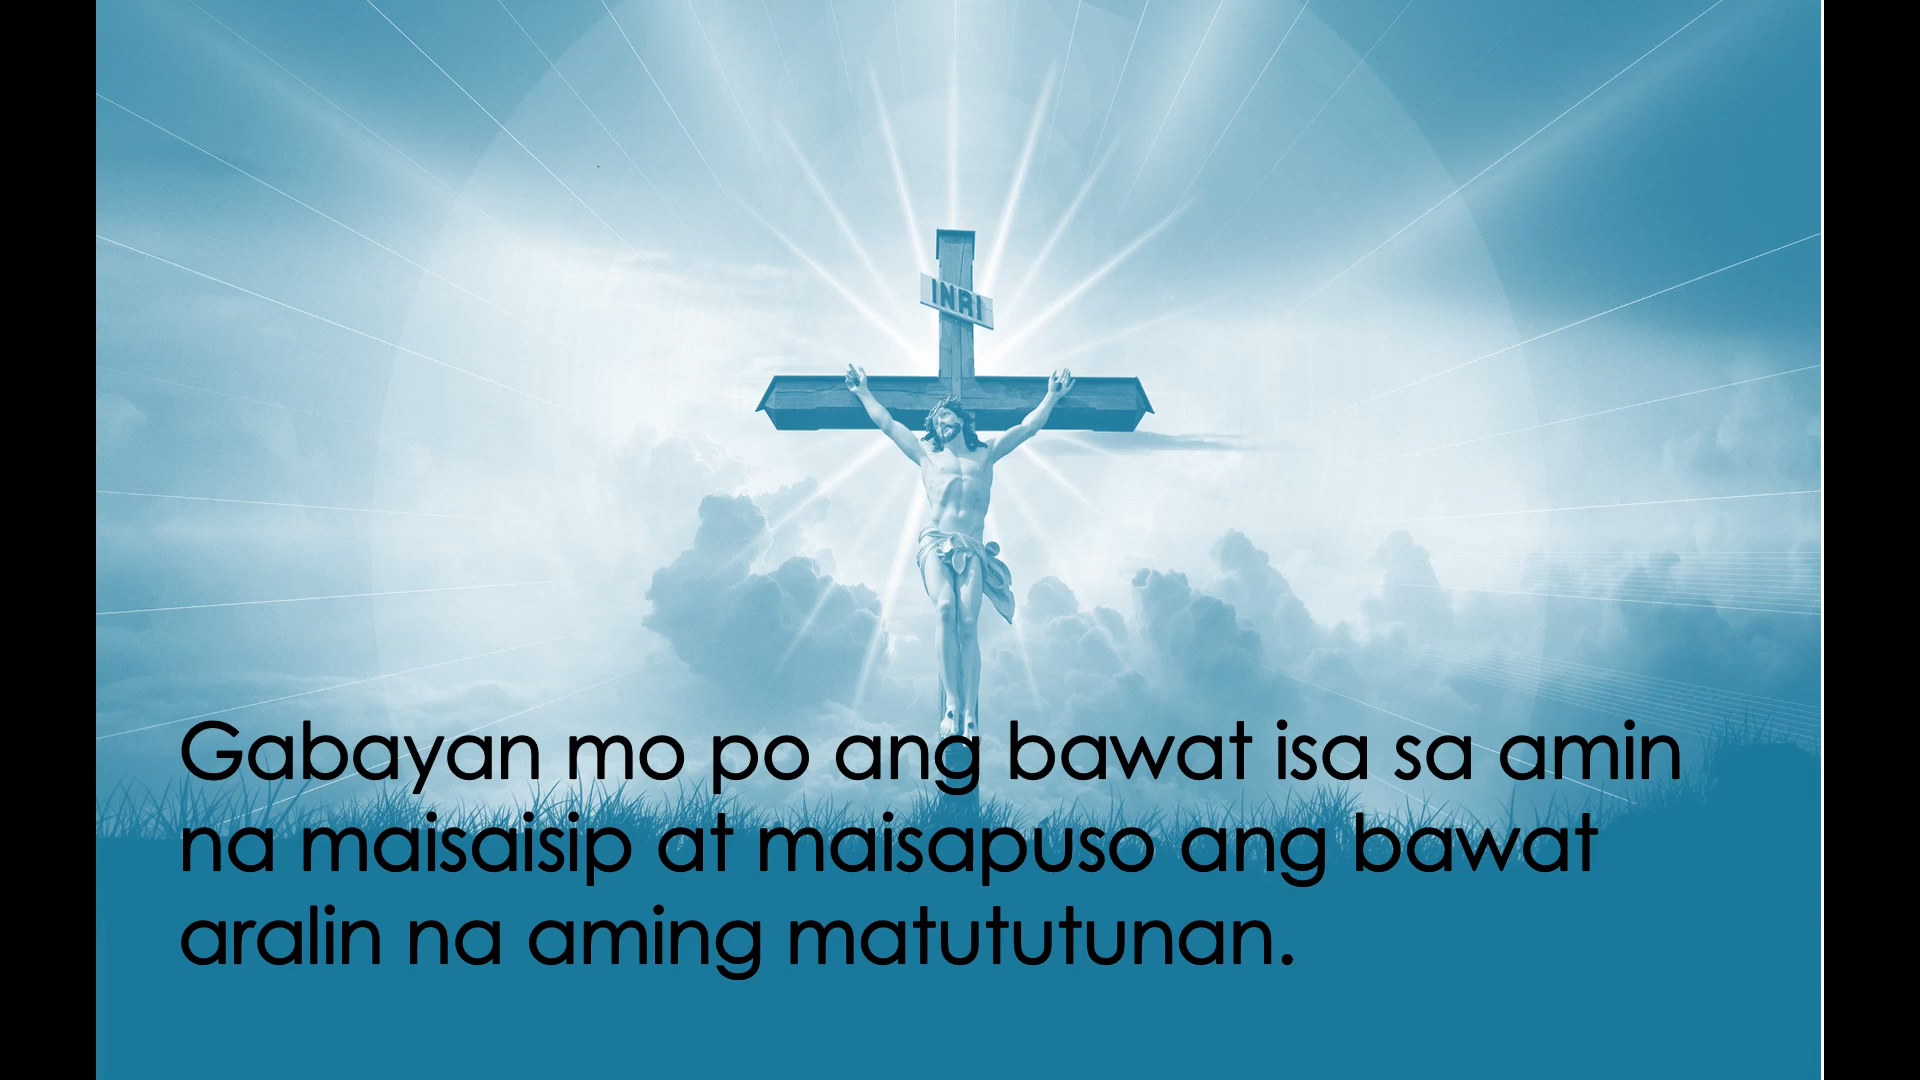 INRI
Gabayan mo po ang bawat isa sa amin
na maisaisip at maisapuso ang bawat
aralin na aming matututunan.